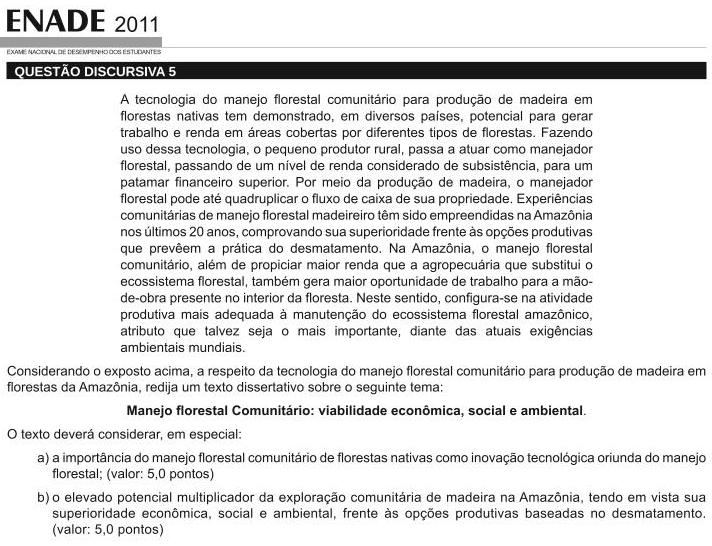 ENADE 2011
EXAME NACIONAL DE DESEMPENHO DOS ESTUDANTES
QUESTÃO DISCURSIVA 5
A tecnologia do manejo florestal comunitário para produção de madeira em
florestas nativas tem demonstrado, em diversos países, potencial para gerar
trabalho e renda em áreas cobertas por diferentes tipos de florestas. Fazendo
uso dessa tecnologia, o pequeno produtor rural, passa a atuar como manejador
florestal, passando de um nível de renda considerado de subsistência, para um
patamar financeiro superior. Por meio da produção de madeira, o manejador
florestal pode até quadruplicar o fluxo de caixa de sua propriedade. Experiências
comunitárias de manejo florestal madeireiro têm sido empreendidas na Amazônia
nos últimos 20 anos, comprovando sua superioridade frente às opções produtivas
que prevêem a prática do desmatamento. Na Amazônia, o manejo florestal
comunitário, além de propiciar maior renda que a agropecuária que substitui o
ecossistema florestal, também gera maior oportunidade de trabalho para a mão-
de-obra presente no interior da floresta. Neste sentido, configura-se na atividade
produtiva mais adequada à manutenção do ecossistema florestal amazônico,
atributo que talvez seja o mais importante, diante das atuais exigências
ambientais mundiais.
Considerando o exposto acima, a respeito da tecnologia do manejo florestal comunitário para produção de madeira em
florestas da Amazônia, redija um texto dissertativo sobre o seguinte tema:
Manejo florestal Comunitário: viabilidade econômica, social e ambiental.
O texto deverá considerar, em especial:
a) a importância do manejo florestal comunitário de florestas nativas como inovação tecnológica oriunda do manejo
florestal; (valor: 5,0 pontos)
b) o elevado potencial multiplicador da exploração comunitária de madeira na Amazônia, tendo em vista sua
superioridade econômica, social e ambiental, frente às opções produtivas baseadas no desmatamento.
(valor: 5,0 pontos)